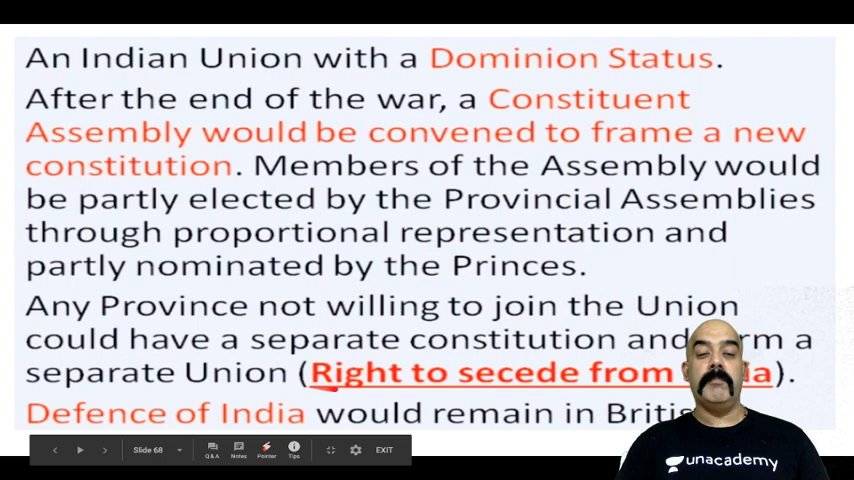 An Indian Union with a Dominion Status.
After the end of the war, a Constituent
Assembly would be convened to frame a new
constitution. Members of the Assembly would
be partly elected by the Provincial Assemblies
through proportional representation and
partly nominated by the Princes.
Any Province not willing to join the Union
could have a separate constitution and rm a
separate Union (Right to secede from a).
Defence of India would remain in Britis
Slide 68
Q&A
Notes
Pointer
Tips
EXIT
unacademy